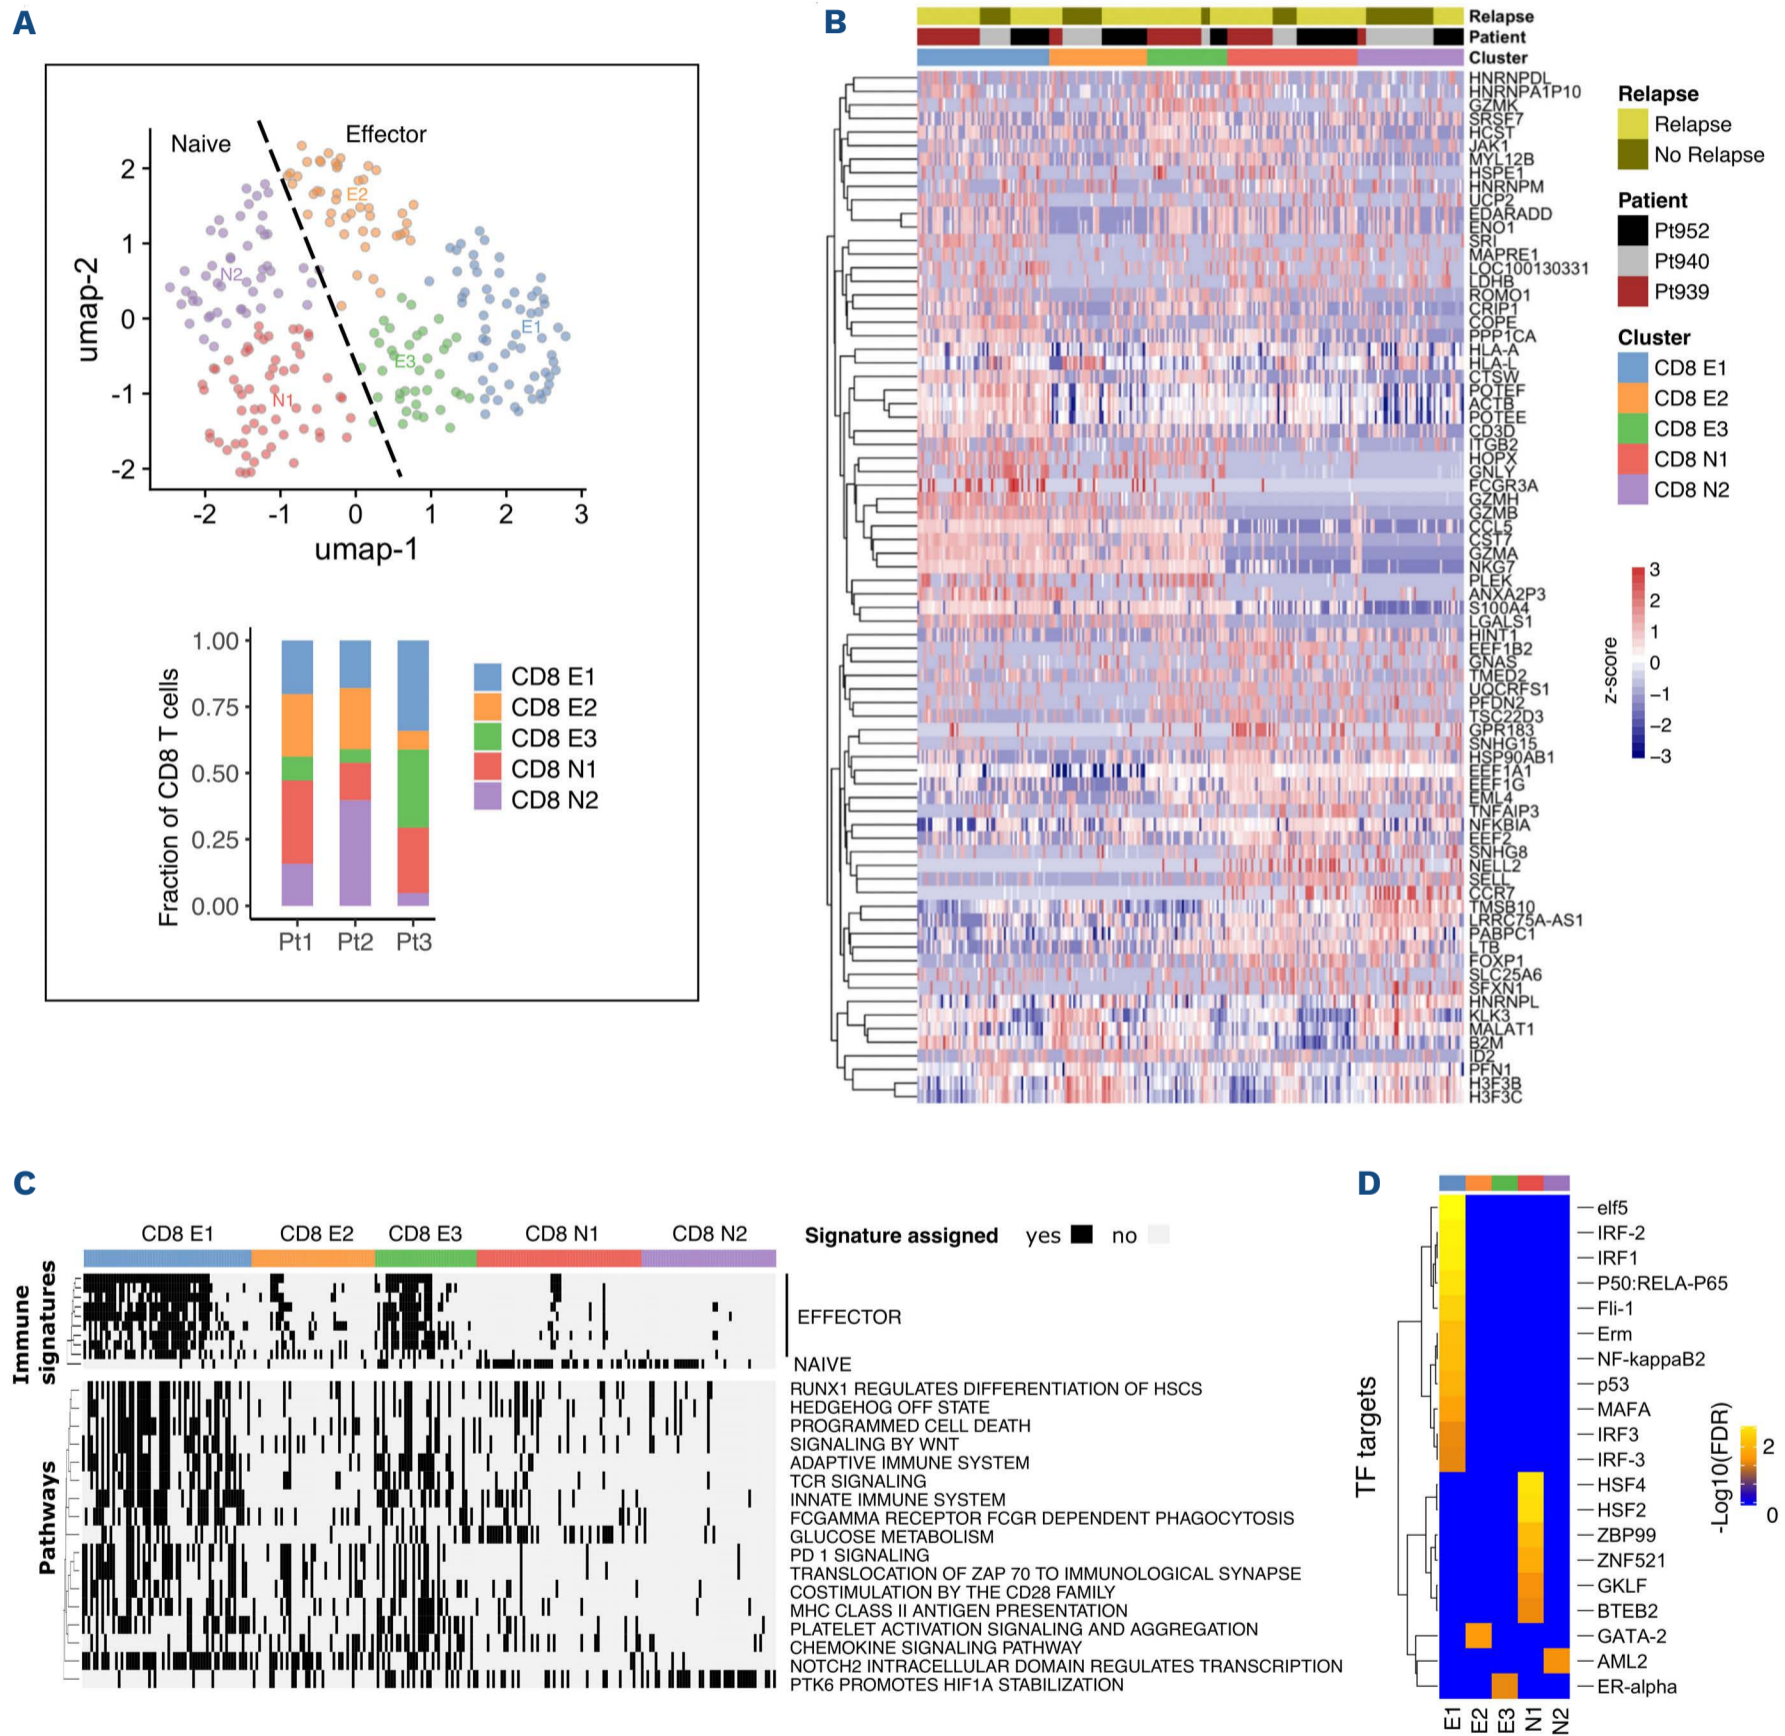 A
Naive
Effector
E2
N2
E1
E3
N1
umap-2
2
1
0
-1
-2
-2
-1
0
1
2
3
umap-1
Fraction of CD8 T cells
1.00
0.75
0.50
0.25
0.00
Pt1
Pt2
Pt3
CD8 E1
CD8 E2
CD8 E3
CD8 N1
CD8 N2
B
Relapse
Patient
Cluster
HNRNPDL
HNRNPA1P10
GZMK
SRSF7
HCST
JAK1
MYL12B
HSPE1
HNRNPM
UCP2
EDARADD
ENO1
SRI
MAPRE1
LOC100130331
LDHB
ROMO1
CRIP1
COPE
PPP1CA
HLA-A
HLA-L
CTSW
POTEF
ACTB
POTEE
CD3D
ITGB2
HOPX
GNLY
FCGR3A
GZMH
GZMB
CCL5
CST7
GZMA
NKG7
PLEK
ANXA2P3
S100A4
LGALS1
HINT1
EEF1B2
GNAS
TMED2
UQCRFS1
PFDN2
TSC22D3
GPR183
SNHG15
HSP90AB1
EEF1A1
EEF1G
EML4
TNFAIP3
NFKBIA
EEF2
SNHG8
NELL2
SELL
CCR7
TMSB10
LRRC75A-AS1
PABPC1
LTB
FOXP1
SLC25A6
SFXN1
HNRNPL
KLK3
MALAT1
B2M
ID2
PFN1
H3F3B
H3F3C
Relapse
Relapse
No Relapse
Patient
Pt952
Pt940
Pt939
Cluster
CD8 E1
CD8 E2
CD8 E3
CD8 N1
CD8 N2
z-score
3
2
1
0
−1
−2
−3
C
CD8 E1
CD8 E2
CD8 E3
CD8 N1
CD8 N2
Signature assigned
yes
no
Immune
signatures
EFFECTOR
NAIVE
Pathways
RUNX1 REGULATES DIFFERENTIATION OF HSCS
HEDGEHOG OFF STATE
PROGRAMMED CELL DEATH
SIGNALING BY WNT
ADAPTIVE IMMUNE SYSTEM
TCR SIGNALING
INNATE IMMUNE SYSTEM
FCGAMMA RECEPTOR FCGR DEPENDENT PHAGOCYTOSIS
GLUCOSE METABOLISM
PD 1 SIGNALING
TRANSLOCATION OF ZAP 70 TO IMMUNOLOGICAL SYNAPSE
COSTIMULATION BY THE CD28 FAMILY
MHC CLASS II ANTIGEN PRESENTATION
PLATELET ACTIVATION SIGNALING AND AGGREGATION
CHEMOKINE SIGNALING PATHWAY
NOTCH2 INTRACELLULAR DOMAIN REGULATES TRANSCRIPTION
PTK6 PROMOTES HIF1A STABILIZATION
D
TF targets
elf5
IRF-2
IRF1
P50:RELA-P65
Fli-1
Erm
NF-kappaB2
p53
MAFA
IRF3
IRF-3
HSF4
HSF2
ZBP99
ZNF521
GKLF
BTEB2
GATA-2
AML2
ER-alpha
E1
E2
E3
N1
N2
-Log10(FDR)
2
0